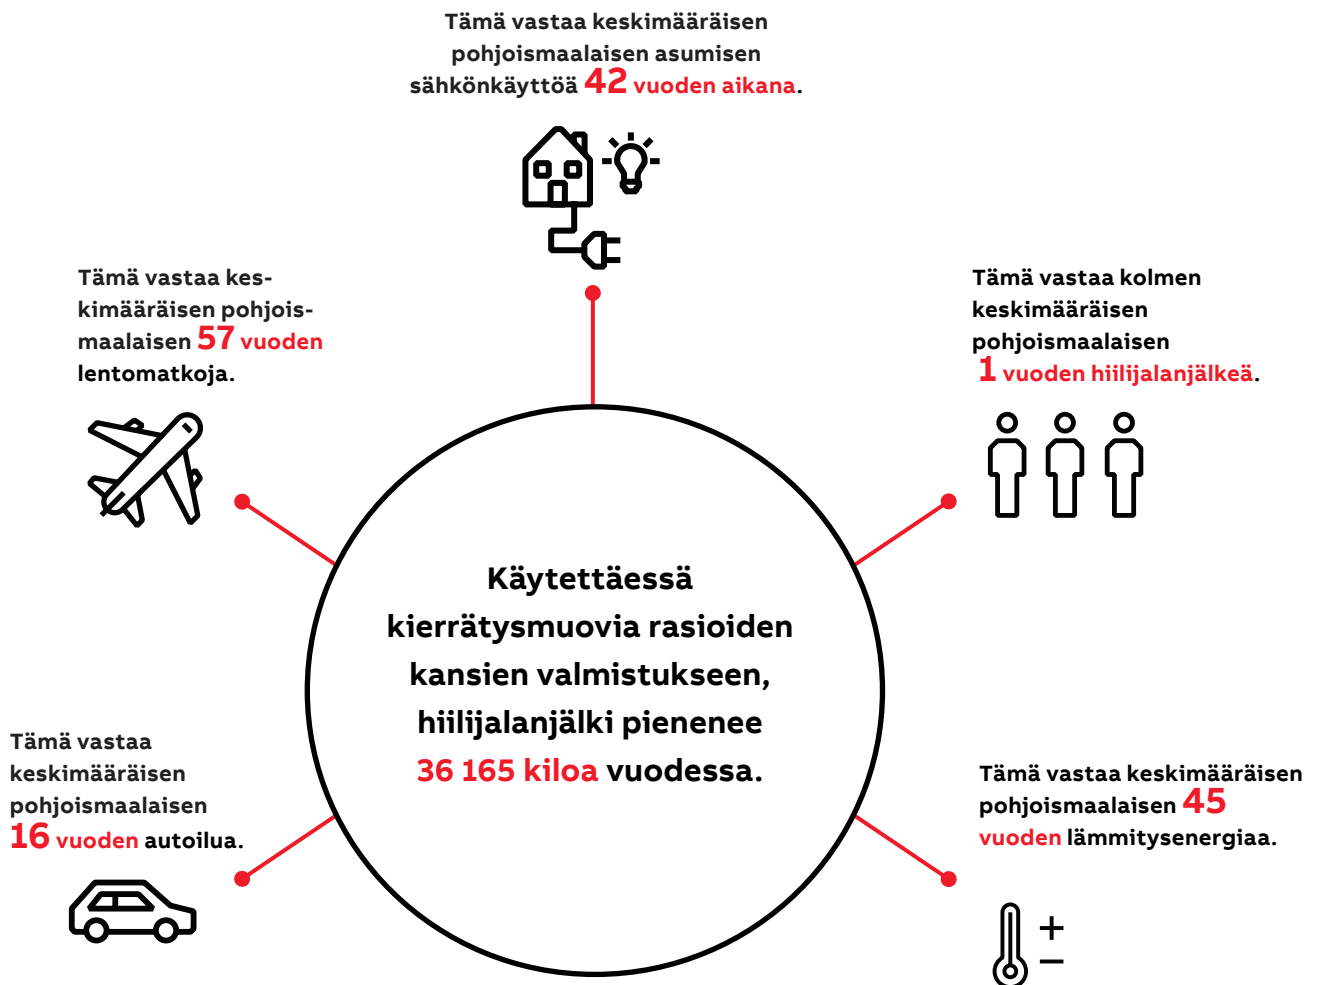 Tämä vastaa keskimääräisen
pohjoismaalaisen asumisen
sähkönkäyttöä 42 vuoden aikana.
Tämä vastaa kes-
kimääräisen pohjois-
maalaisen 57 vuoden
lentomatkoja.
Tämä vastaa kolmen
keskimääräisen
pohjoismaalaisen
1 vuoden hiilijalanjälkeä.
Käytettäessä
kierrätysmuovia rasioiden
kansien valmistukseen,
hiilijalanjälki pienenee
36 165 kiloa vuodessa.
Tämä vastaa
keskimääräisen
pohjoismaalaisen
16 vuoden autoilua.
Tämä vastaa keskimääräisen
pohjoismaalaisen 45
vuoden lämmitysenergiaa.